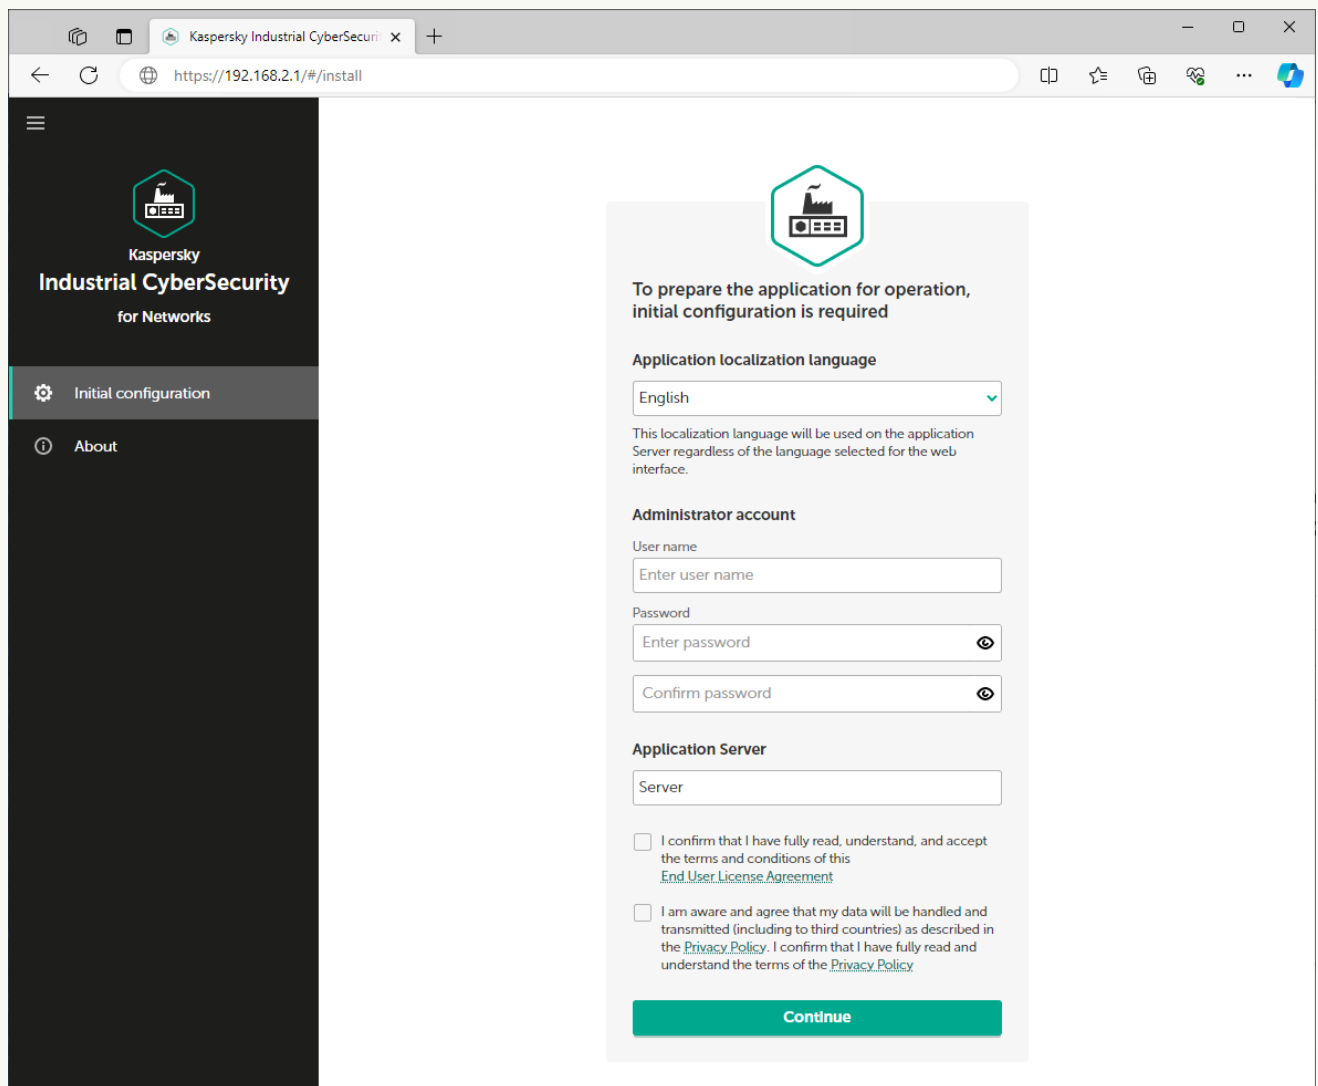 Kaspersky Industrial CyberSecuri
https://192.168.2.1/#/install
Kaspersky
Industrial CyberSecurity
for Networks
Initial configuration
About
To prepare the application for operation,
initial configuration is required
Application localization language
English
This localization language will be used on the application
Server regardless of the language selected for the web
interface.
Administrator account
User name
Enter user name
Password
Enter password
Confirm password
Application Server
Server
I confirm that I have fully read, understand, and accept
the terms and conditions of this
End User License Agreement
I am aware and agree that my data will be handled and
transmitted (including to third countries) as described in
the Privacy Policy. I confirm that I have fully read and
understand the terms of the Privacy Policy
Continue